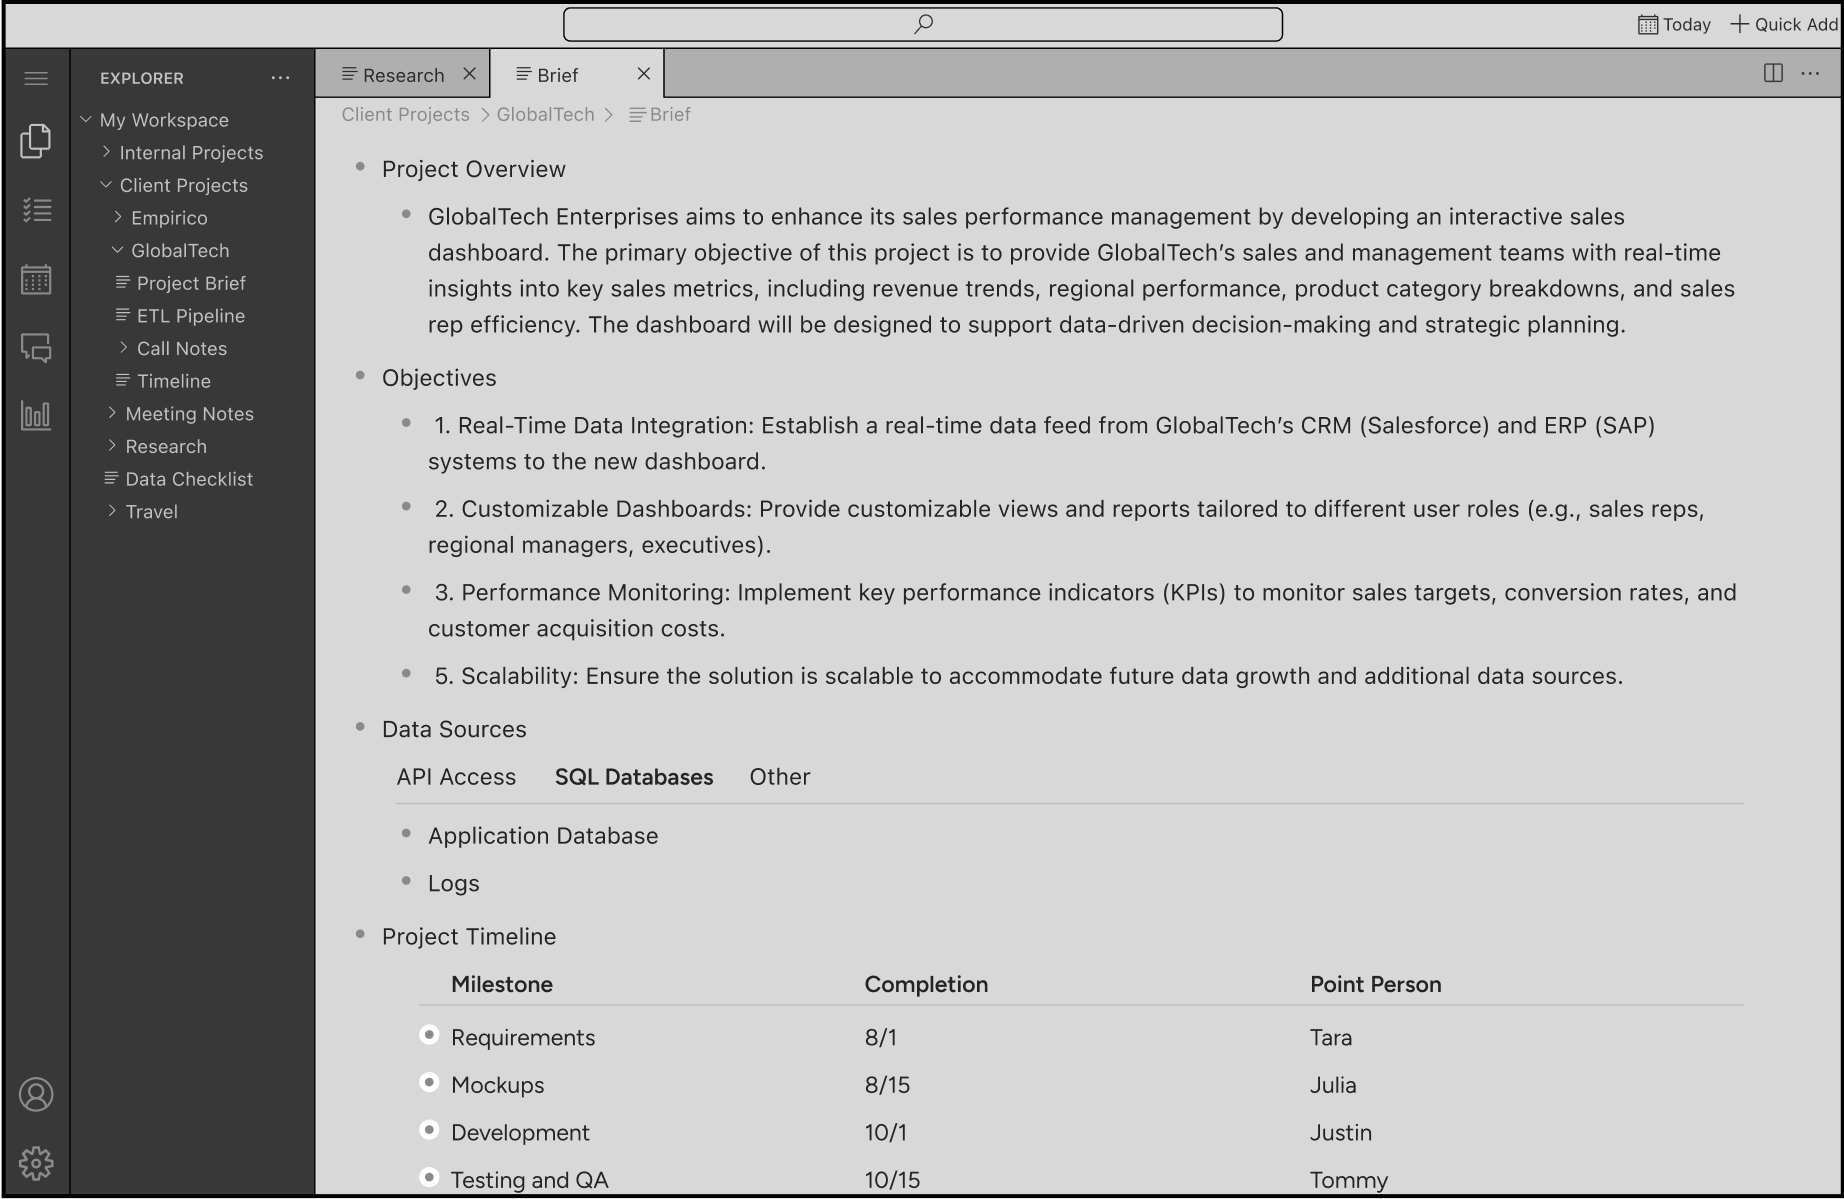 Today Quick Add
EXPLORER ...
Research Brief
...
Client Projects GlobalTech Brief
My Workspace
Internal Projects
Client Projects
Empirico
GlobalTech
Project Brief
ETL Pipeline
Call Notes
Timeline
Meeting Notes
Research
Data Checklist
Travel
Project Overview
GlobalTech Enterprises aims to enhance its sales performance management by developing an interactive sales
dashboard. The primary objective of this project is to provide GlobalTech’s sales and management teams with real-time
insights into key sales metrics, including revenue trends, regional performance, product category breakdowns, and sales
rep efficiency. The dashboard will be designed to support data-driven decision-making and strategic planning.
Objectives
1. Real-Time Data Integration: Establish a real-time data feed from GlobalTech’s CRM (Salesforce) and ERP (SAP)
systems to the new dashboard.
2. Customizable Dashboards: Provide customizable views and reports tailored to different user roles (e.g., sales reps,
regional managers, executives).
3. Performance Monitoring: Implement key performance indicators (KPIs) to monitor sales targets, conversion rates, and
customer acquisition costs.
5. Scalability: Ensure the solution is scalable to accommodate future data growth and additional data sources.
Data Sources
API Access SQL Databases Other
Application Database
Logs
Project Timeline
Milestone Completion Point Person
Requirements 8/1 Tara
Mockups 8/15 Julia
Development 10/1 Justin
Testing and QA 10/15 Tommy